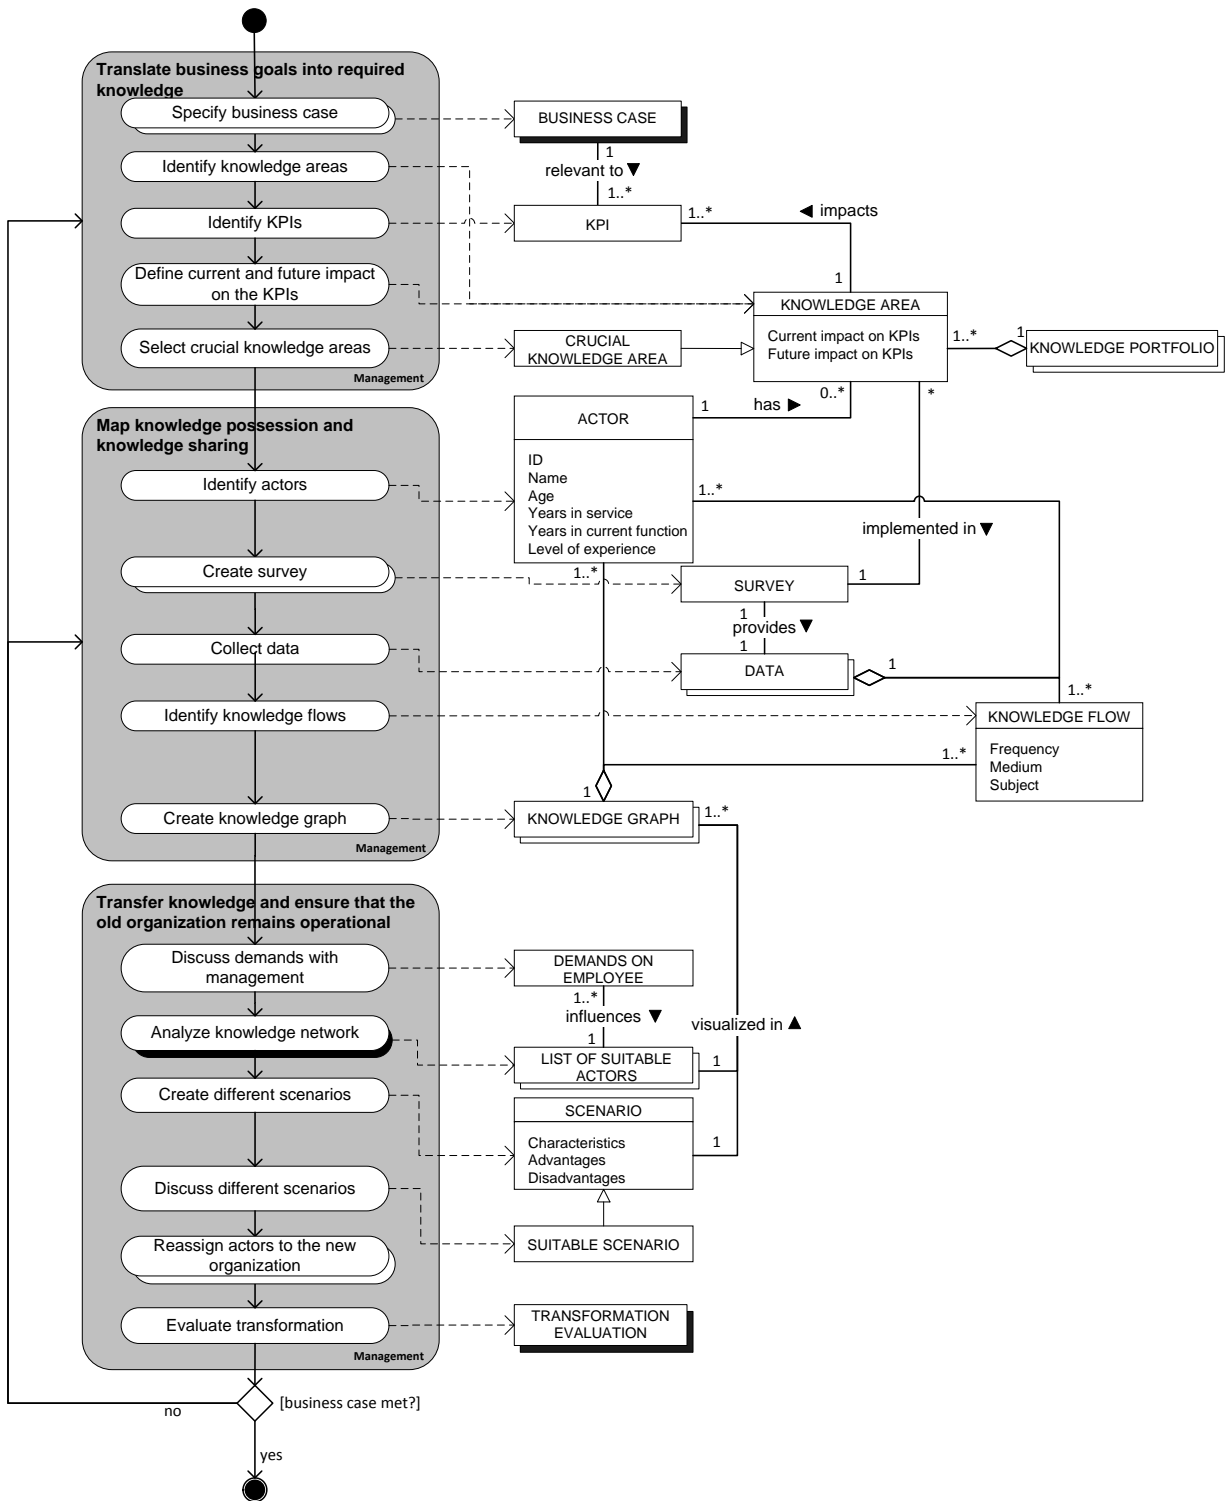 Translate business goals into required
knowledge
Specify business case
BUSINESS CASE
1
relevant to ▼
1..*
Identify knowledge areas
Identify KPIs
KPI
1..*
◄ impacts
1
Define current and future impact
on the KPIs
KNOWLEDGE AREA
Current impact on KPIs
Future impact on KPIs
1..*
1
KNOWLEDGE PORTFOLIO
Select crucial knowledge areas
CRUCIAL
KNOWLEDGE AREA
Management
0..*
*
Map knowledge possession and
knowledge sharing
ACTOR
1
has ►
ID
Name
Age
Years in service
Years in current function
Level of experience
Identify actors
1..*
implemented in ▼
1..*
Create survey
SURVEY
1
1
provides ▼
1
Collect data
DATA
1
1..*
Identify knowledge flows
KNOWLEDGE FLOW
Frequency
Medium
Subject
1..*
1
Create knowledge graph
KNOWLEDGE GRAPH
1..*
Management
Transfer knowledge and ensure that the
old organization remains operational
Discuss demands with
management
DEMANDS ON
EMPLOYEE
1..*
influences ▼
1
visualized in ▲
Analyze knowledge network
LIST OF SUITABLE
ACTORS
1
Create different scenarios
SCENARIO
Characteristics
Advantages
Disadvantages
1
Discuss different scenarios
SUITABLE SCENARIO
Reassign actors to the new
organization
Evaluate transformation
TRANSFORMATION
EVALUATION
Management
[business case met?]
no
yes